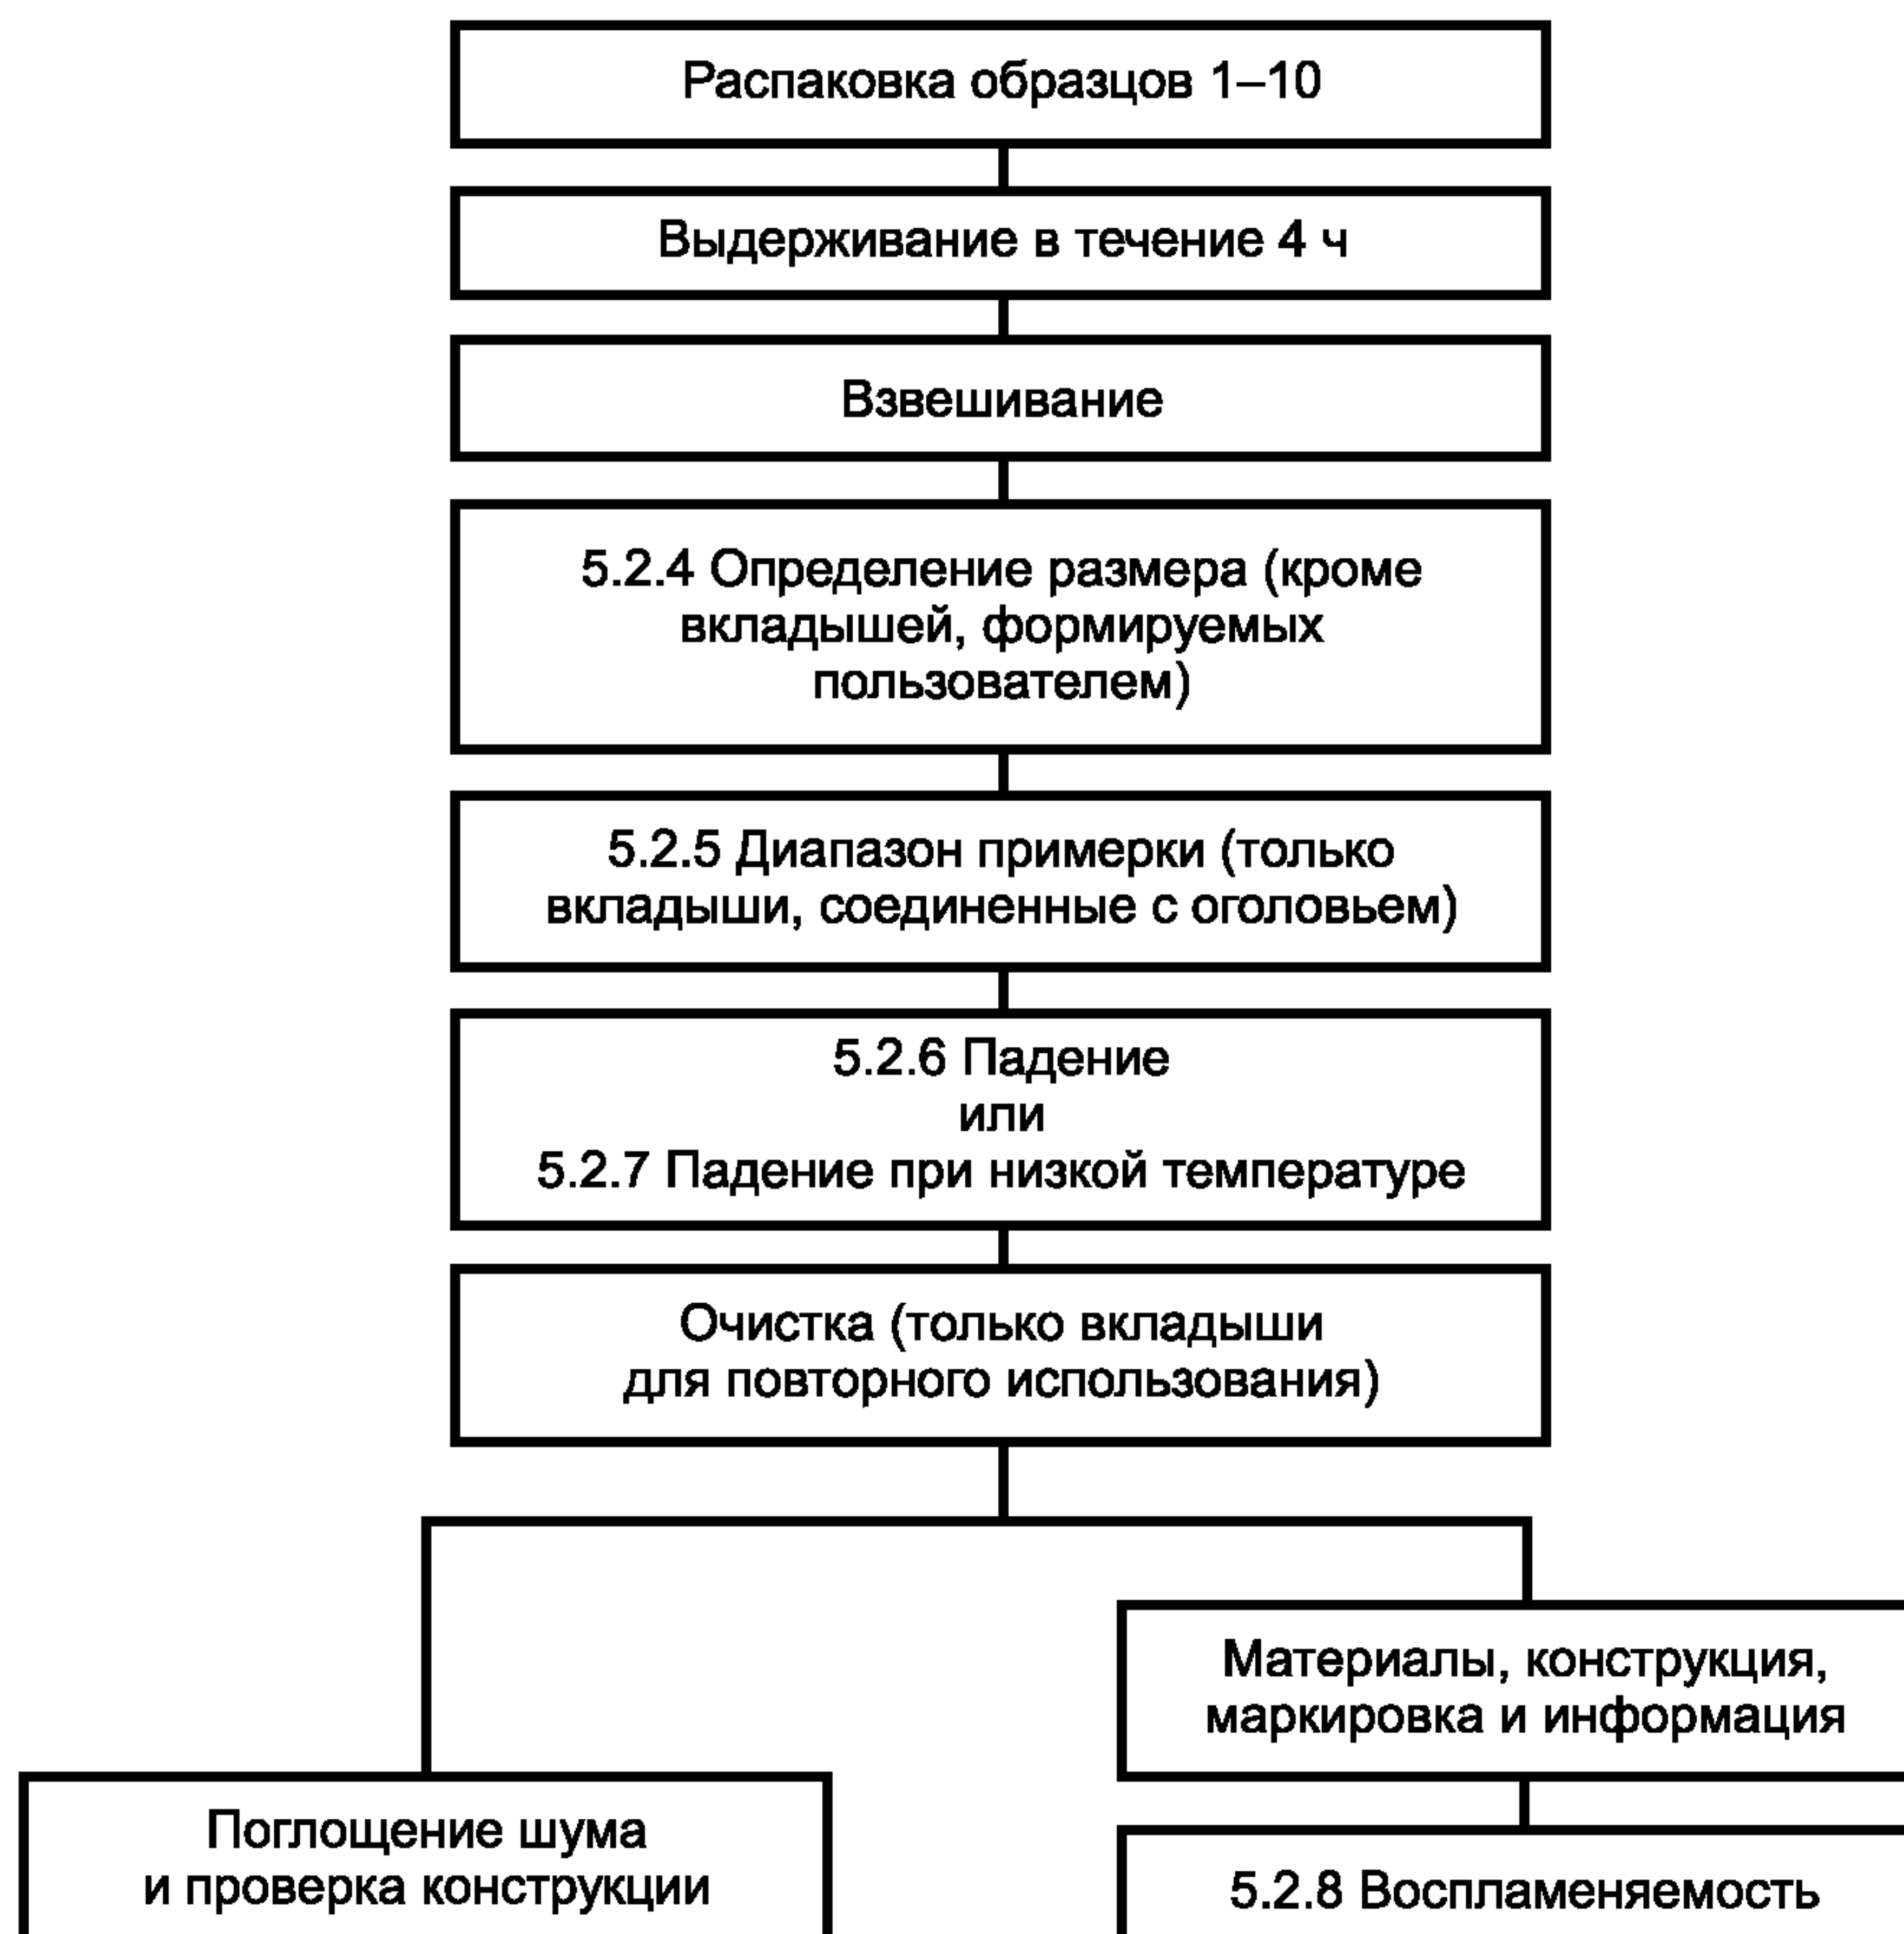 Распаковка образцов 1–10
Выдерживание в течение 4 ч
Взвешивание
5.2.4 Определение размера (кроме
вкладышей, формируемых
пользователем)
5.2.5 Диапазон примерки (только
вкладыши, соединенные с оголовьем)
5.2.6 Падение
или
5.2.7 Падение при низкой температуре
Очистка (только вкладыши
для повторного использования)
Материалы, конструкция,
маркировка и информация
Поглощение шума
и проверка конструкции
5.2.8 Воспламеняемость